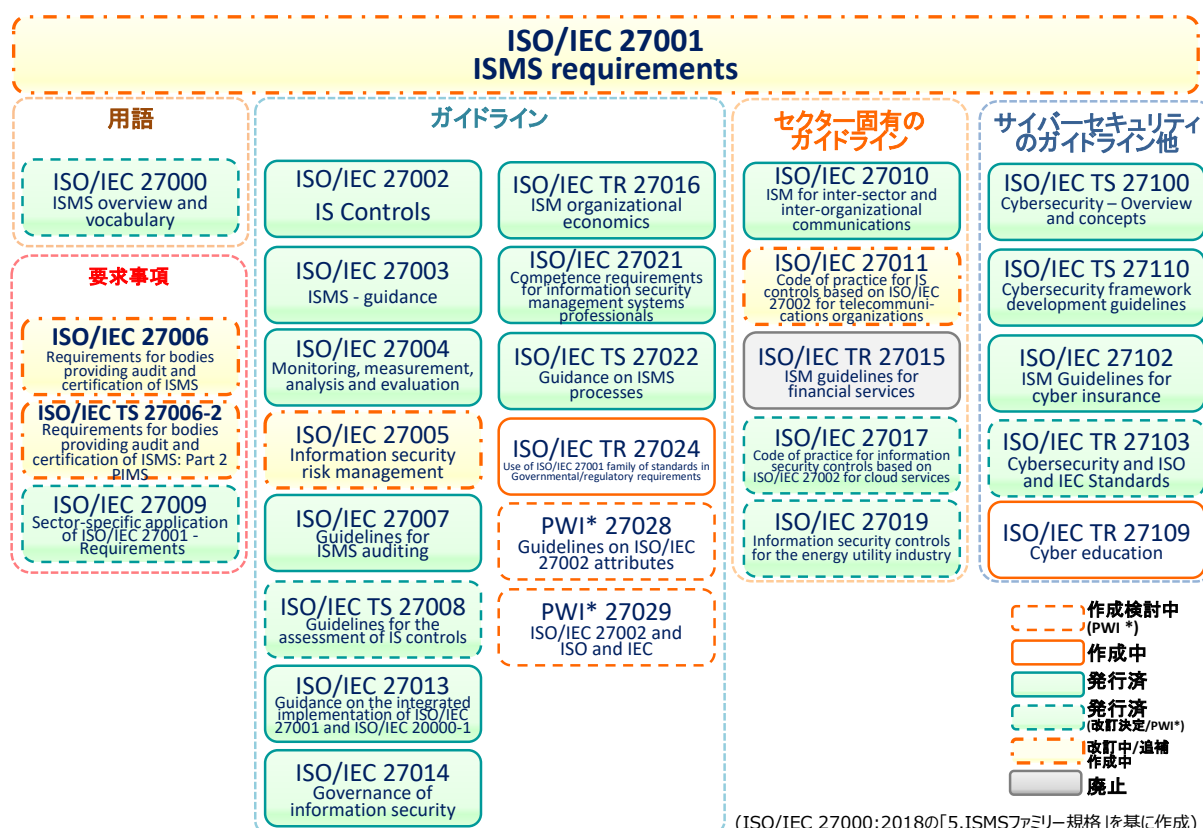 ISO/IEC 27001
ISMS requirements
用語
ISO/IEC 27000
ISMS overview and
vocabulary
要求事項
ISO/IEC 27006
Requirements for bodies
providing audit and
certification of ISMS
ISO/IEC TS 27006-2
Requirements for bodies
providing audit and
certification of ISMS: Part 2
PIMS
ISO/IEC 27009
Sector-specific application
of ISO/IEC 27001 -
Requirements
ガイドライン
ISO/IEC 27002
IS Controls
ISO/IEC 27003
ISMS - guidance
ISO/IEC 27004
Monitoring, measurement,
analysis and evaluation
ISO/IEC 27005
Information security
risk management
ISO/IEC 27007
Guidelines for
ISMS auditing
ISO/IEC TS 27008
Guidelines for the
assessment of IS controls
ISO/IEC 27013
Guidance on the integrated
implementation of ISO/IEC
27001 and ISO/IEC 20000-1
ISO/IEC 27014
Governance of
information security
ISO/IEC TR 27016
ISM organizational
economics
ISO/IEC 27021
Competence requirements
for information security
management systems
professionals
ISO/IEC TS 27022
Guidance on ISMS
processes
ISO/IEC TR 27024
Use of ISO/IEC 27001 family of standards in
Governmental/regulatory requirements
PWI* 27028
Guidelines on ISO/IEC
27002 attributes
PWI* 27029
ISO/IEC 27002 and
ISO and IEC
セクター固有の
ガイドライン
ISO/IEC 27010
ISM for inter-sector and
inter-organizational
communications
ISO/IEC 27011
Code of practice for IS
controls based on ISO/IEC
27002 for telecommuni-
cations organizations
ISO/IEC TR 27015
ISM guidelines for
financial services
ISO/IEC 27017
Code of practice for information
security controls based on
ISO/IEC 27002 for cloud services
ISO/IEC 27019
Information security controls
for the energy utility industry
サイバーセキュリティ
のガイドライン他
ISO/IEC TS 27100
Cybersecurity – Overview
and concepts
ISO/IEC TS 27110
Cybersecurity framework
development guidelines
ISO/IEC 27102
ISM Guidelines for
cyber insurance
ISO/IEC TR 27103
Cybersecurity and ISO
and IEC Standards
ISO/IEC TR 27109
Cyber education
作成検討中
(PWI *)
作成中
発行済
発行済
(改訂決定/PWI*)
改訂中/追補
作成中
廃止
(ISO/IEC 27000:2018の「5.ISMSファミリー規格」を基に作成)